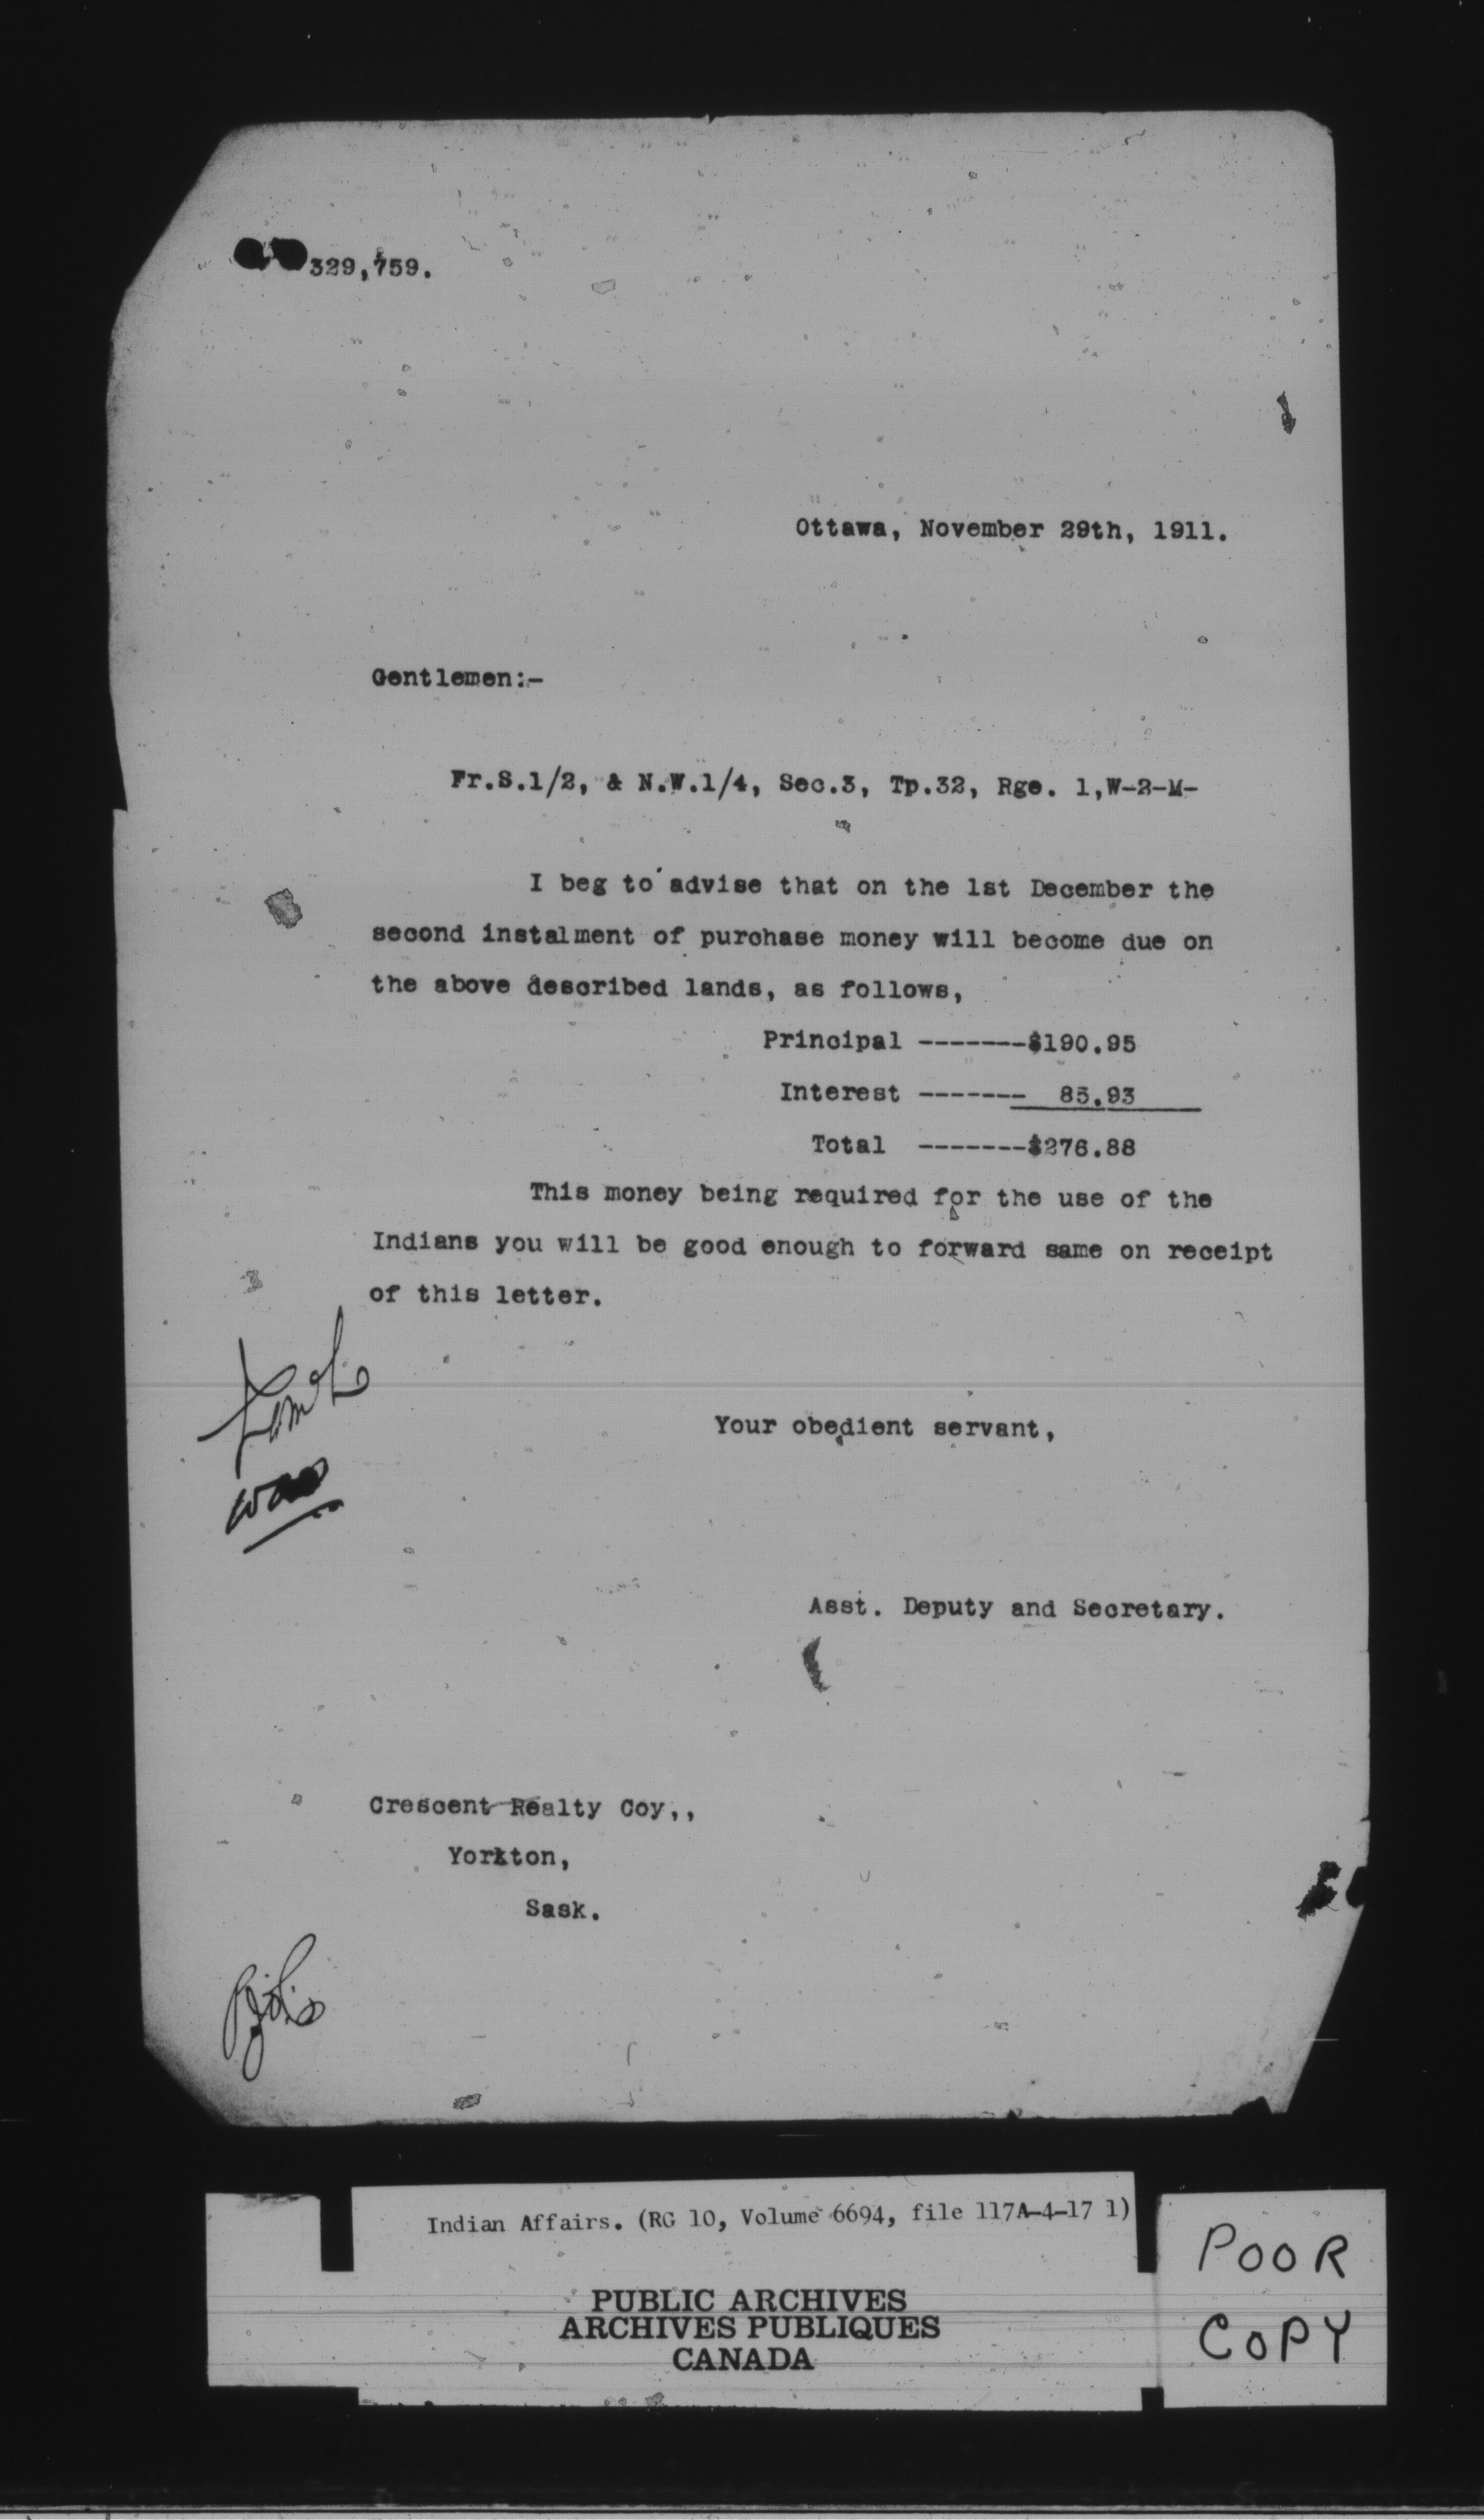 329,759.
Ottawa, November 29th, 1911.
Gentlemen:-
Fr.S.1/2, & N.W.1/4, Sec.3, Tp.32, Rge. 1,W-2-M-
I beg to advise that on the 1st December the
second instalment of purchase money will become due on
the above described lands, as follows,
Principal -------$190.95
Interest ------- 85.93
Total -------$276.88
This money being required for the use of the
Indians you will be good enough to forward same on receipt
of this letter.
Your obedient servant,
Asst. Deputy and Secretary.
Crescent Realty Coy,,
Yorkton,
Sask.
Indian Affairs. (RG 10, Volume 6694, file 117A-4-17 1)
PUBLIC ARCHIVES
ARCHIVES PUBLIQUES
CANADA
POOR
COPY